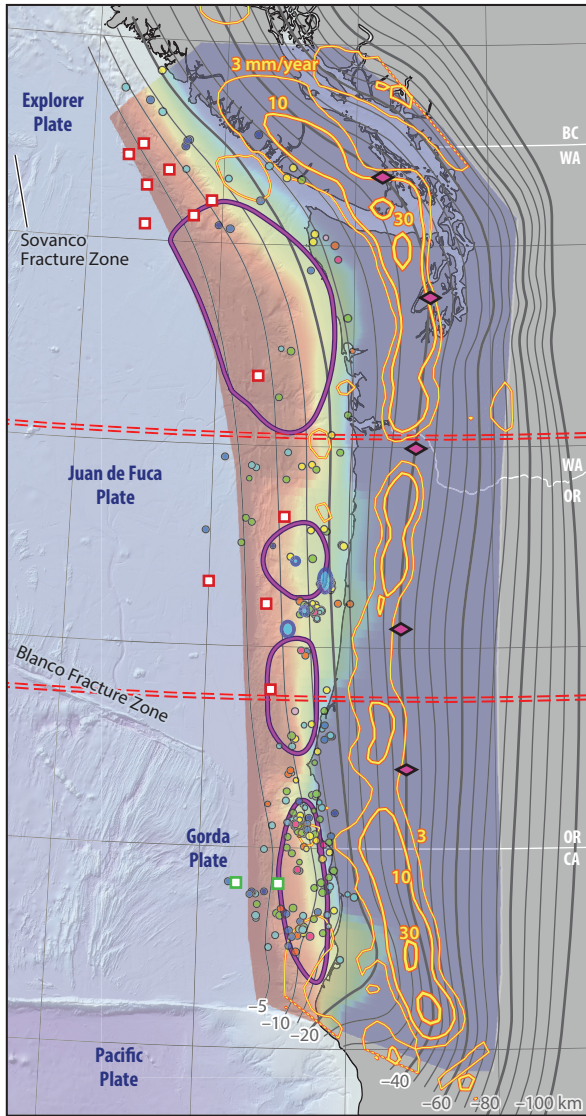 3 mm/year
Explorer
Plate
10
BC
WA
30
Sovanco
Fracture Zone
Juan de Fuca
Plate
WA
OR
Blanco Fracture Zone
Gorda
Plate
3
OR
CA
10
30
–5
–10
–20
Pacific
Plate
–40
–60
–80
–100 km